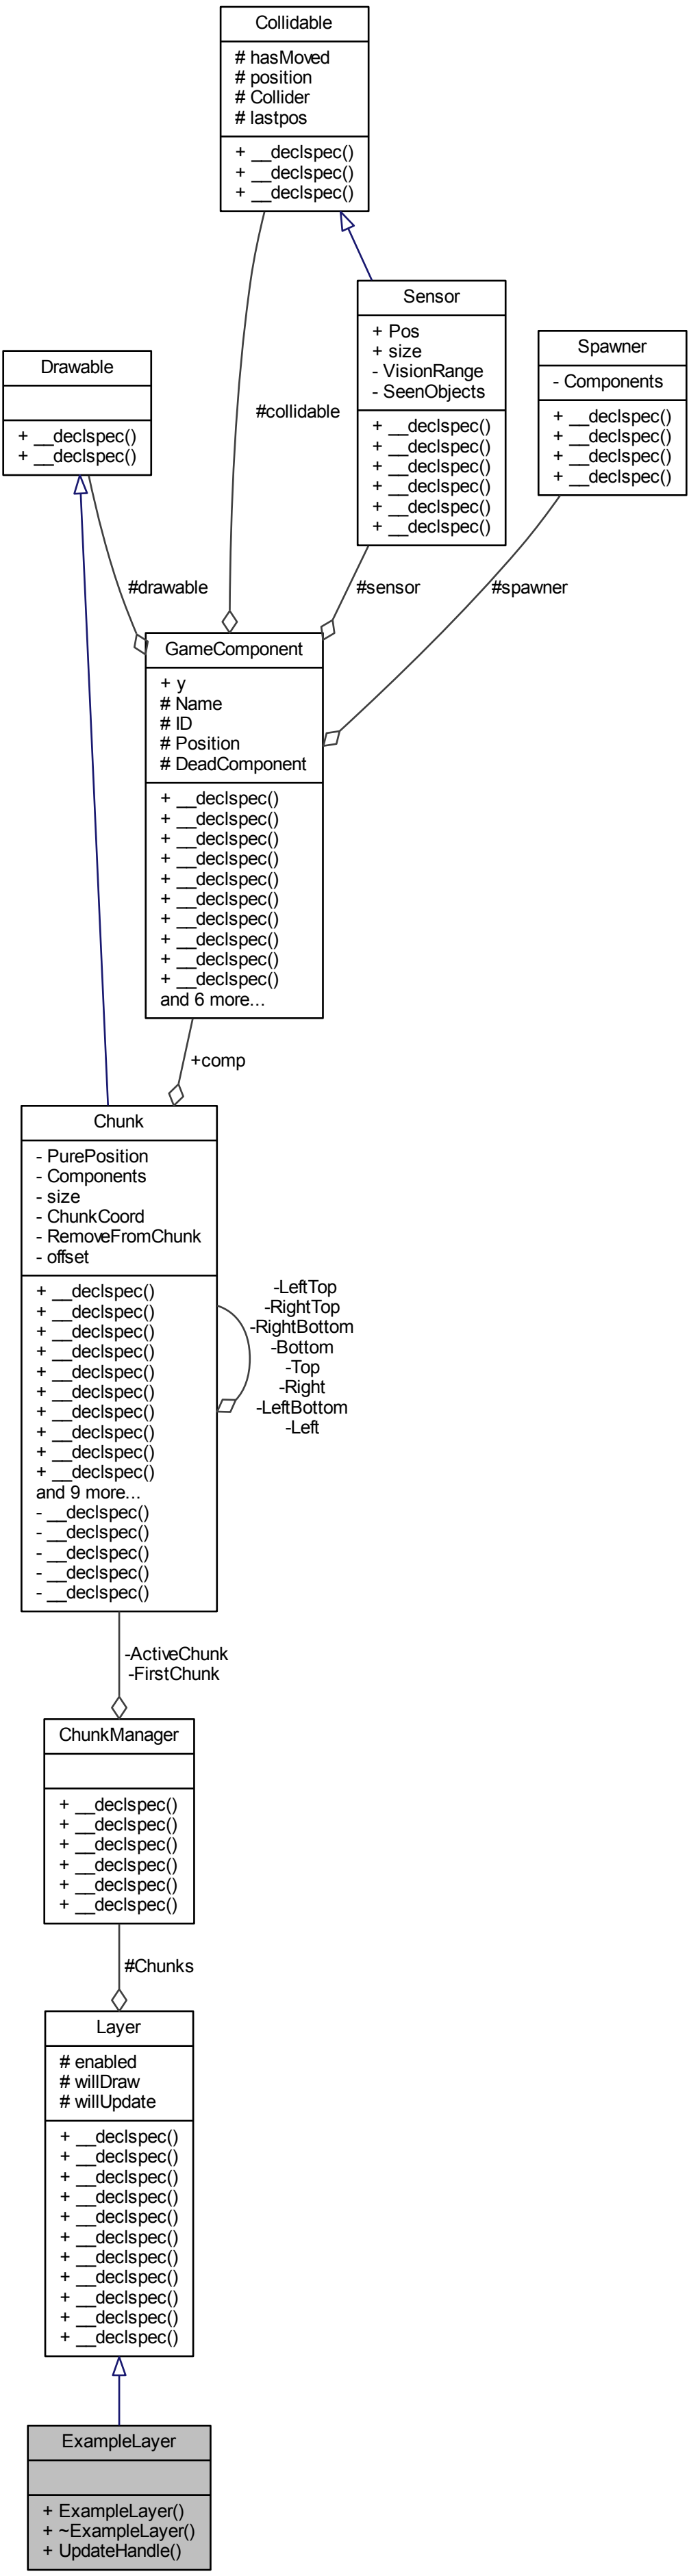 Collidable
# hasMoved
# position
# Collider
# lastpos
+ __declspec()
+ __declspec()
+ __declspec()
Sensor
+ Pos
+ size
- VisionRange
- SeenObjects
+ __declspec()
+ __declspec()
+ __declspec()
+ __declspec()
+ __declspec()
+ __declspec()
Spawner
- Components
+ __declspec()
+ __declspec()
+ __declspec()
+ __declspec()
Drawable
+ __declspec()
+ __declspec()
#collidable
#drawable
#sensor
#spawner
GameComponent
+ y
# Name
# ID
# Position
# DeadComponent
+ __declspec()
+ __declspec()
+ __declspec()
+ __declspec()
+ __declspec()
+ __declspec()
+ __declspec()
+ __declspec()
+ __declspec()
+ __declspec()
and 6 more...
+comp
Chunk
- PurePosition
- Components
- size
- ChunkCoord
- RemoveFromChunk
- offset
+ __declspec()
+ __declspec()
+ __declspec()
+ __declspec()
+ __declspec()
+ __declspec()
+ __declspec()
+ __declspec()
+ __declspec()
+ __declspec()
and 9 more...
- __declspec()
- __declspec()
- __declspec()
- __declspec()
- __declspec()
-LeftTop
-RightTop
-RightBottom
-Bottom
-Top
-Right
-LeftBottom
-Left
-ActiveChunk
-FirstChunk
ChunkManager
+ __declspec()
+ __declspec()
+ __declspec()
+ __declspec()
+ __declspec()
+ __declspec()
#Chunks
Layer
# enabled
# willDraw
# willUpdate
+ __declspec()
+ __declspec()
+ __declspec()
+ __declspec()
+ __declspec()
+ __declspec()
+ __declspec()
+ __declspec()
+ __declspec()
+ __declspec()
+ __declspec()
ExampleLayer
+ ExampleLayer()
+ ~ExampleLayer()
+ UpdateHandle()